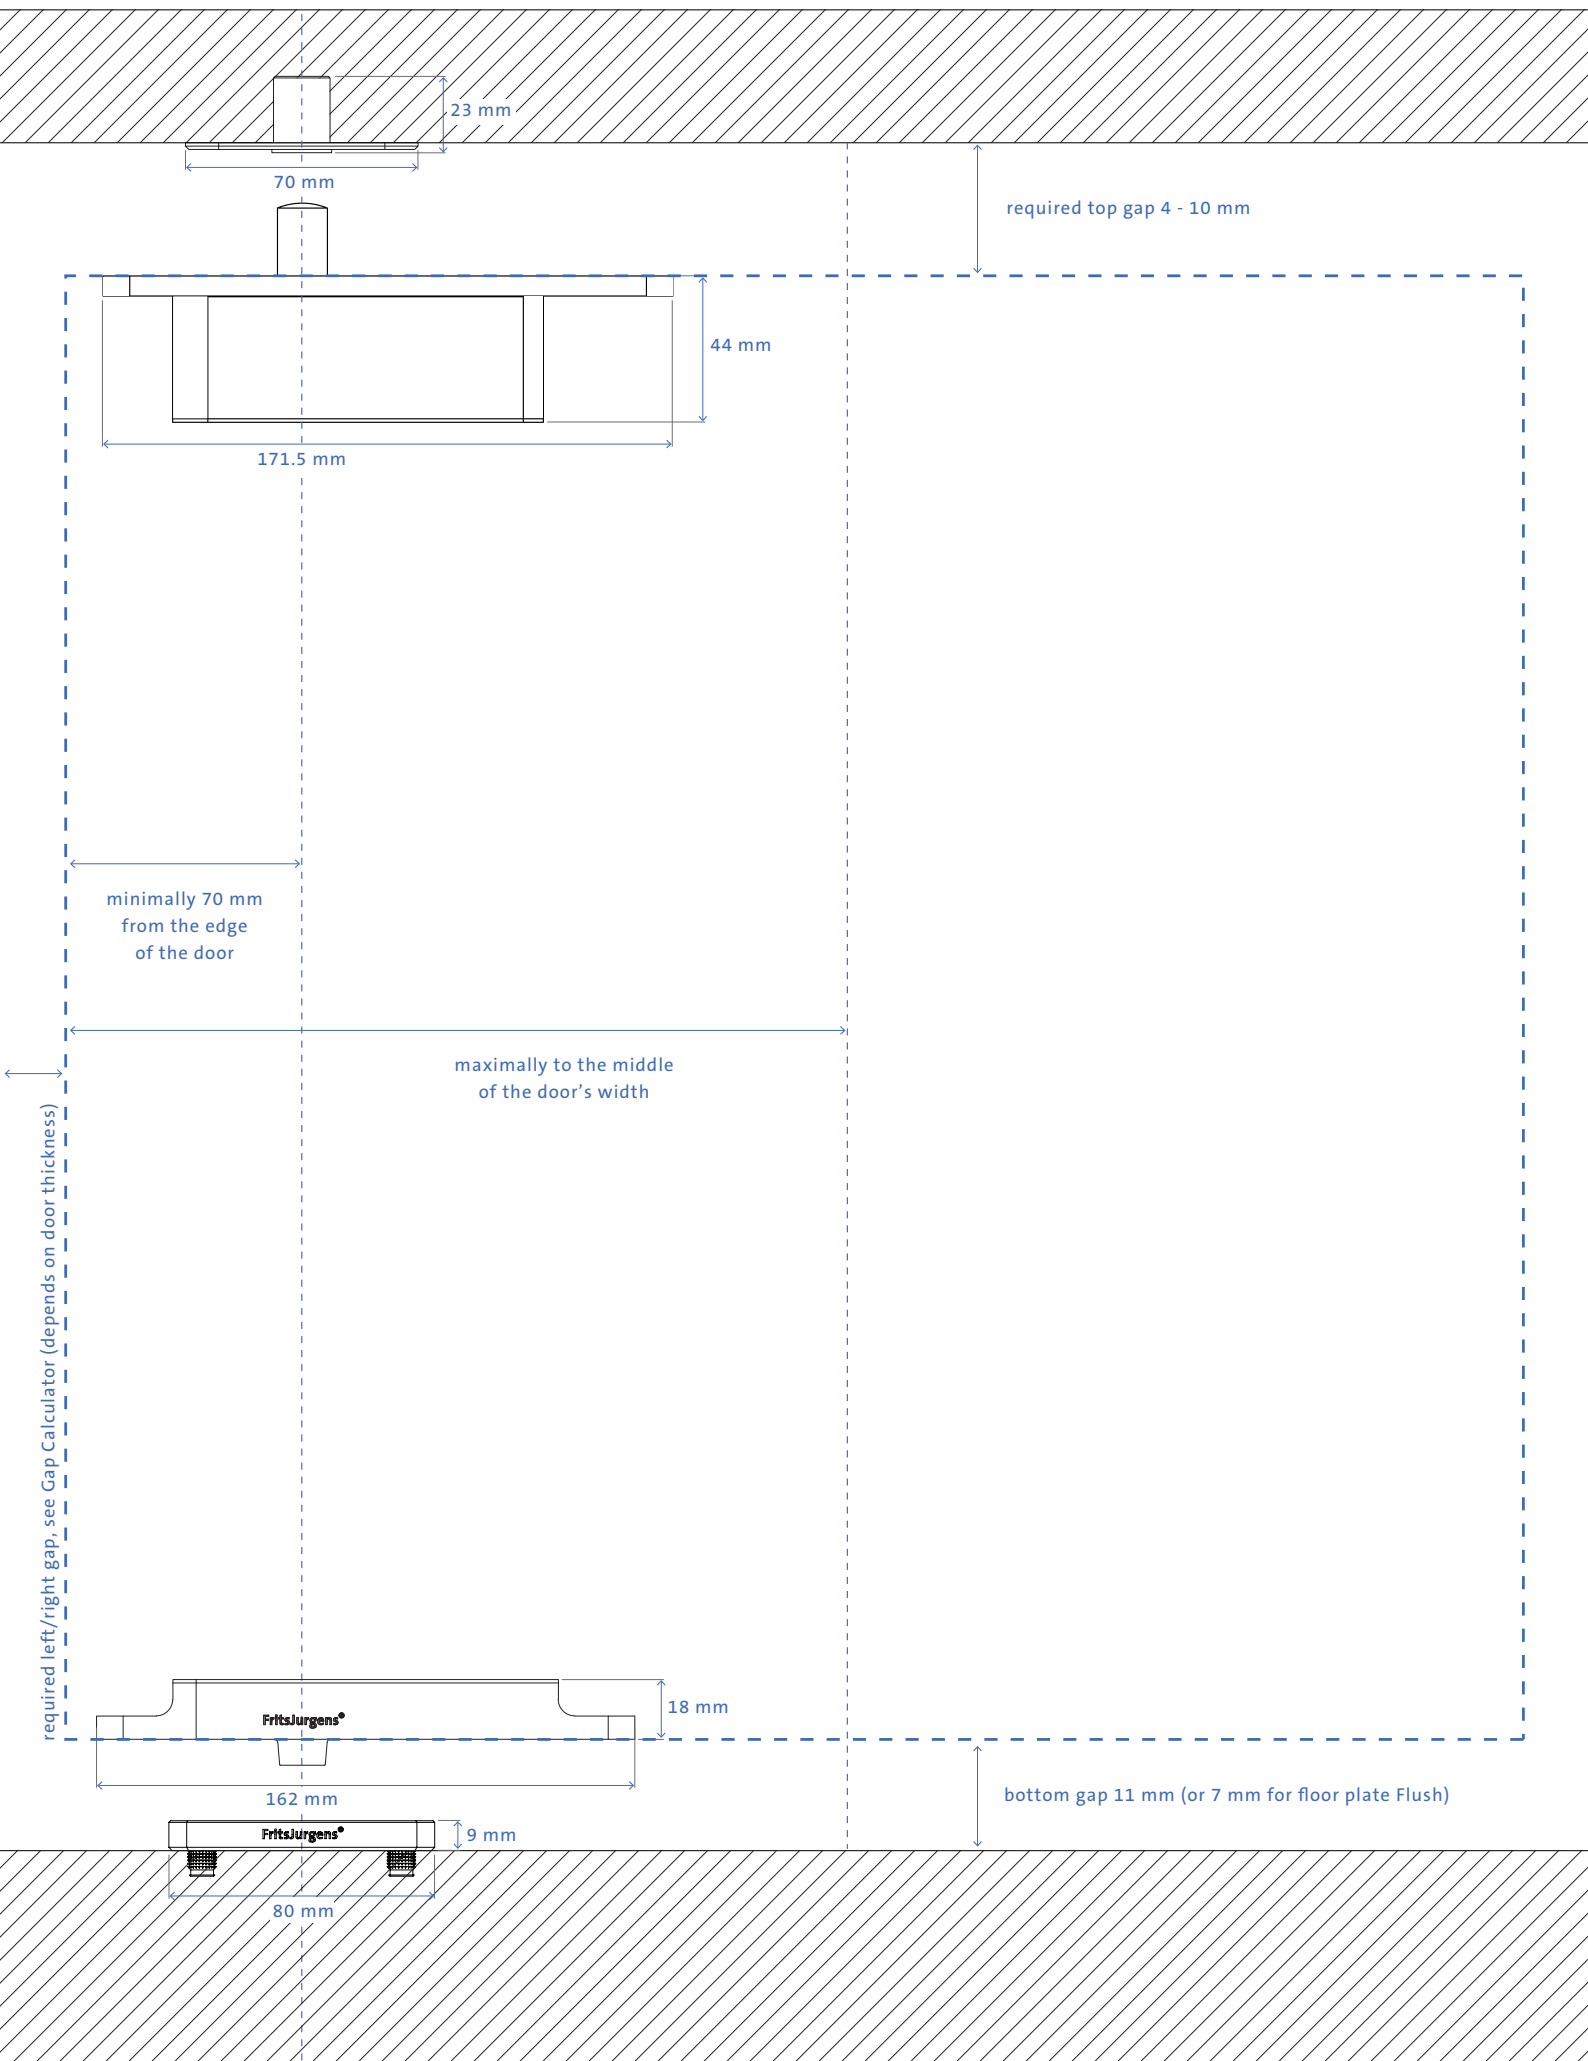 23 mm
70 mm
required top gap 4 - 10 mm
44 mm
171.5 mm
minimally 70 mm
from the edge
of the door
maximally to the middle
of the door’s width
required left/right gap, see Gap Calculator (depends on door thickness)
18 mm
FritsJurgens®
bottom gap 11 mm (or 7 mm for floor plate Flush)
162 mm
FritsJurgens®
9 mm
80 mm